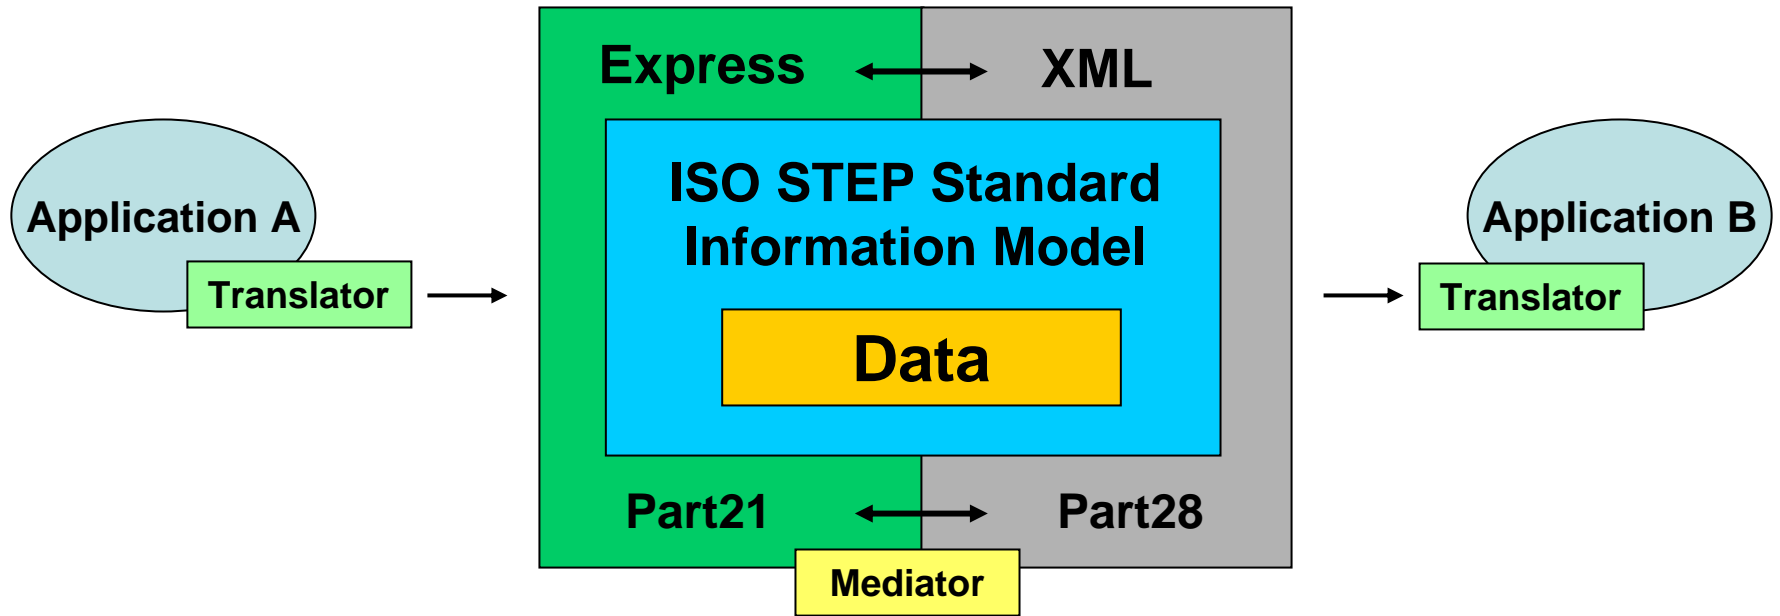 Express
XML
ISO STEP Standard
Information Model
Application A
Application B
Translator
Translator
Data
Part21
Part28
Mediator